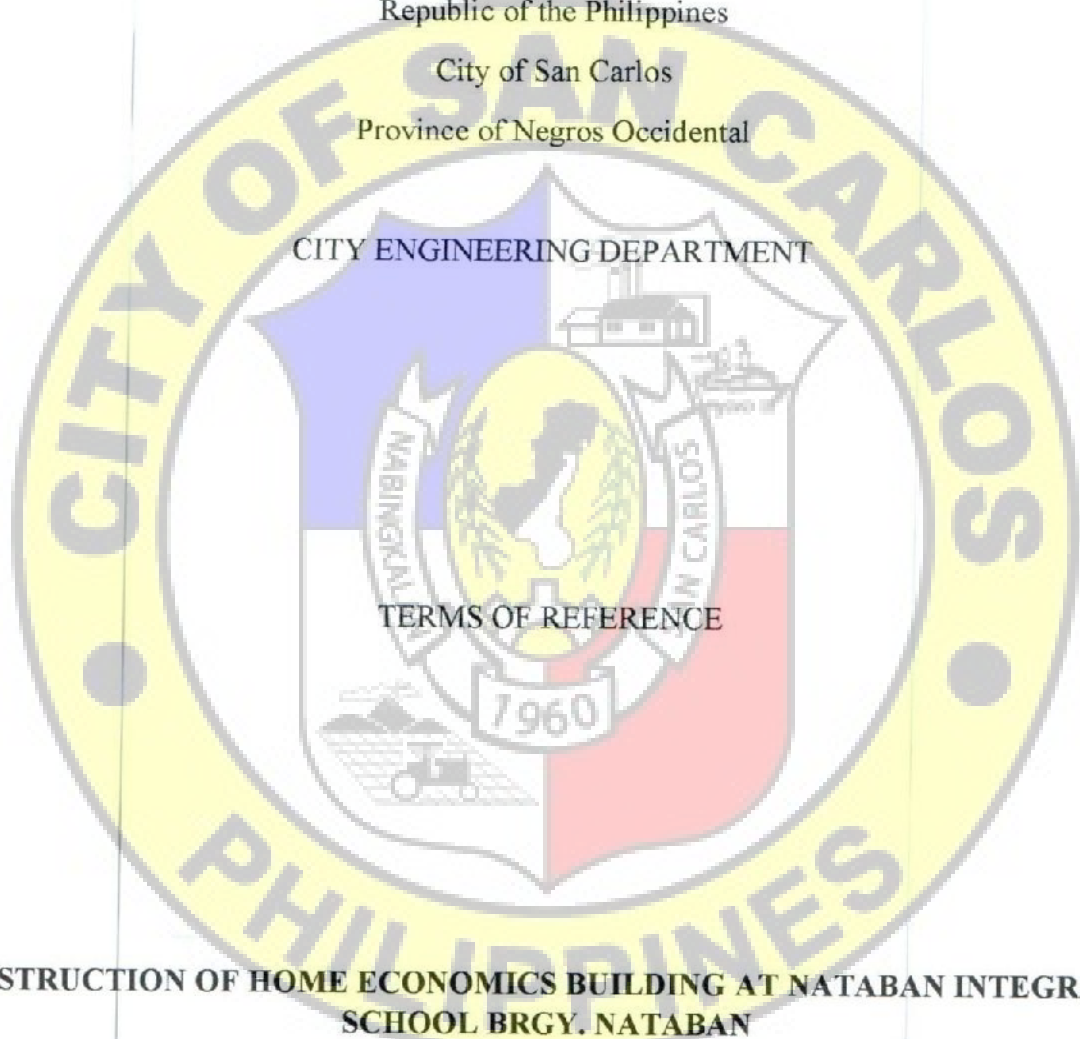 Republic of the Philippines
City of San Carlos
Province of Negros Occidental
CITY OF SAN CARLOS
CITY ENGINEERING DEPARTMENT
SAN CARLOS
TERMS OF REFERENCE
1960
PHILIPPINES
STRUCTION OF HOME ECONOMICS BUILDING AT NATABAN INTEGR
SCHOOL BRGY. NATABAN